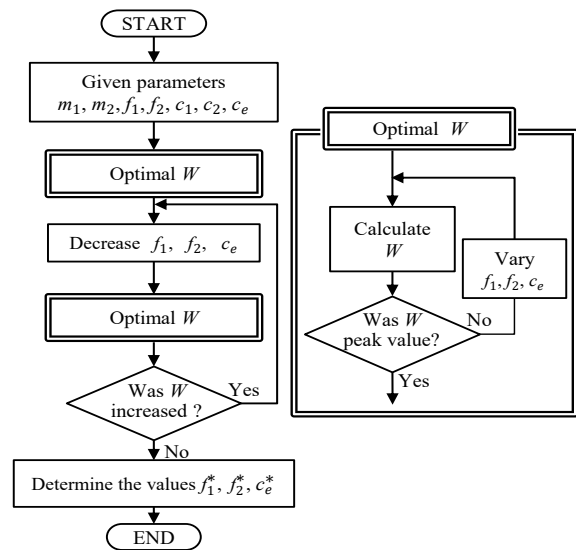 START
Given parameters
m₁, m₂, f₁, f₂, c₁, c₂, cₑ
Optimal W
Decrease f₁, f₂, cₑ
Optimal W
Was W
increased ?
Yes
No
Determine the values f₁*, f₂*, cₑ*
END
Optimal W
Calculate
W
Vary
f₁, f₂, cₑ
Was W
peak value?
No
Yes